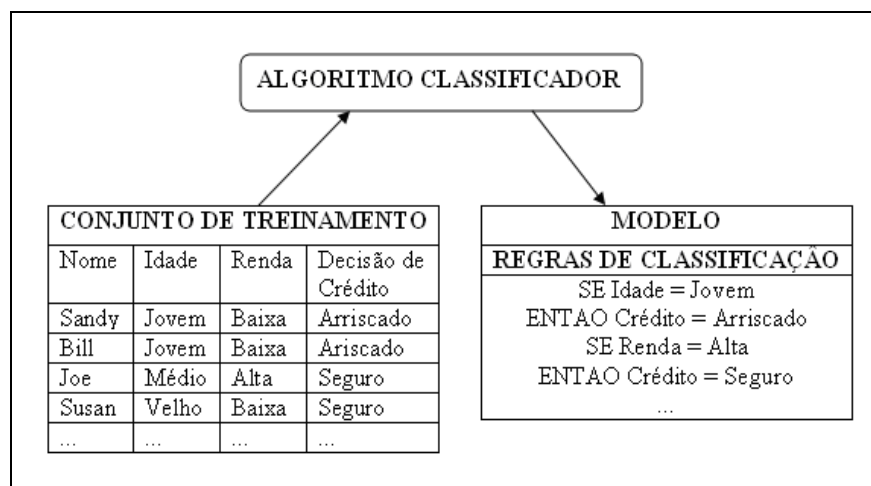 ALGORITMO CLASSIFICADOR
CONJUNTO DE TREINAMENTO
Nome Idade Renda Decisão de Crédito
Sandy Jovem Baixa Arriscado
Bill Jovem Baixa Ariscado
Joe Médio Alta Seguro
Susan Velho Baixa Seguro
... ... ... ...
MODELO
REGRAS DE CLASSIFICAÇÃO
SE Idade = Jovem
ENTAO Crédito = Arriscado
SE Renda = Alta
ENTAO Crédito = Seguro
...